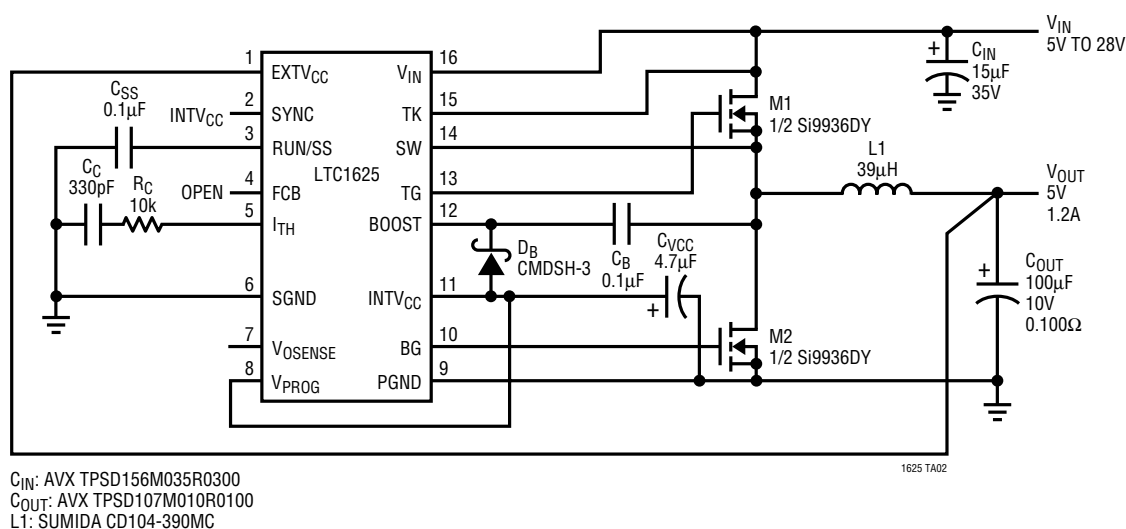 VIN
5V TO 28V
CIN
15µF
35V
+
1
EXTVCC
VIN
16
CSS
0.1µF
INTVCC
2
SYNC
TK
15
M1
1/2 Si9936DY
3
RUN/SS
SW
14
LTC1625
CC
330pF
RC
10k
OPEN
4
FCB
TG
13
L1
39µH
VOUT
5V
1.2A
5
ITH
BOOST
12
DB
CMDSH-3
CB
0.1µF
CVCC
4.7µF
+
6
SGND
INTVCC
11
COUT
100µF
10V
0.100Ω
+
7
VOSENSE
BG
10
M2
1/2 Si9936DY
8
VPROG
PGND
9
1625 TA02
CIN: AVX TPSD156M035R0300
COUT: AVX TPSD107M010R0100
L1: SUMIDA CD104-390MC